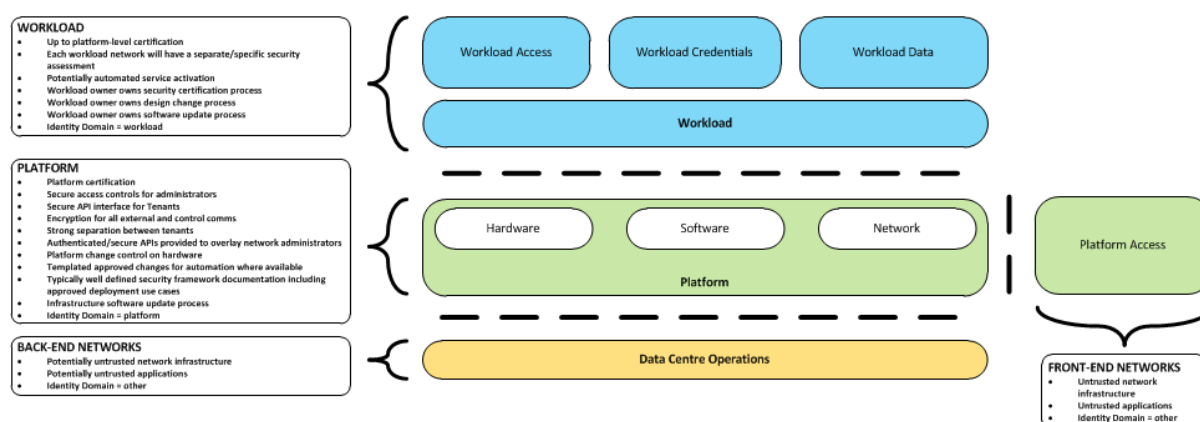 WORKLOAD
• Up to platform-level certification
• Each workload network will have a separate/specific security
assessment
• Potentially automated service activation
• Workload owner owns security certification process
• Workload owner owns design change process
• Workload owner owns software update process
• Identity Domain = workload
Workload Access
Workload Credentials
Workload Data
Workload
PLATFORM
• Platform certification
• Secure access controls for administrators
• Secure API interface for Tenants
• Encryption for all external and control comms
• Strong separation between tenants
• Authenticated/secure APIs provided to overlay network administrators
• Platform change control on hardware
• Templated approved changes for automation where available
• Typically well defined security framework documentation including
approved deployment use cases
• Infrastructure software update process
• Identity Domain = platform
Hardware
Software
Network
Platform
Platform Access
BACK-END NETWORKS
• Potentially untrusted network infrastructure
• Potentially untrusted applications
• Identity Domain = other
Data Centre Operations
FRONT-END NETWORKS
• Untrusted network
infrastructure
• Untrusted applications
• Identity Domain = other